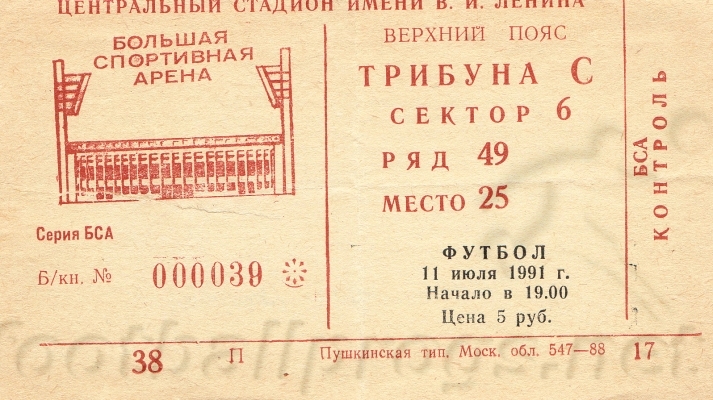 ЦЕНТРАЛЬНЫЙ СТАДИОН ИМЕНИ В. И. ЛЕНИНА
БОЛЬШАЯ
СПОРТИВНАЯ
АРЕНА
Серия БСА
Б/кн. № 000039
ВЕРХНИЙ ПОЯС
ТРИБУНА С
СЕКТОР 6
РЯД 49
МЕСТО 25
ФУТБОЛ
11 июля 1991 г.
Начало в 19.00
Цена 5 руб.
БСА
КОНТРОЛЬ
38 П Пушкинская тип. Моск. обл. 547—88 17